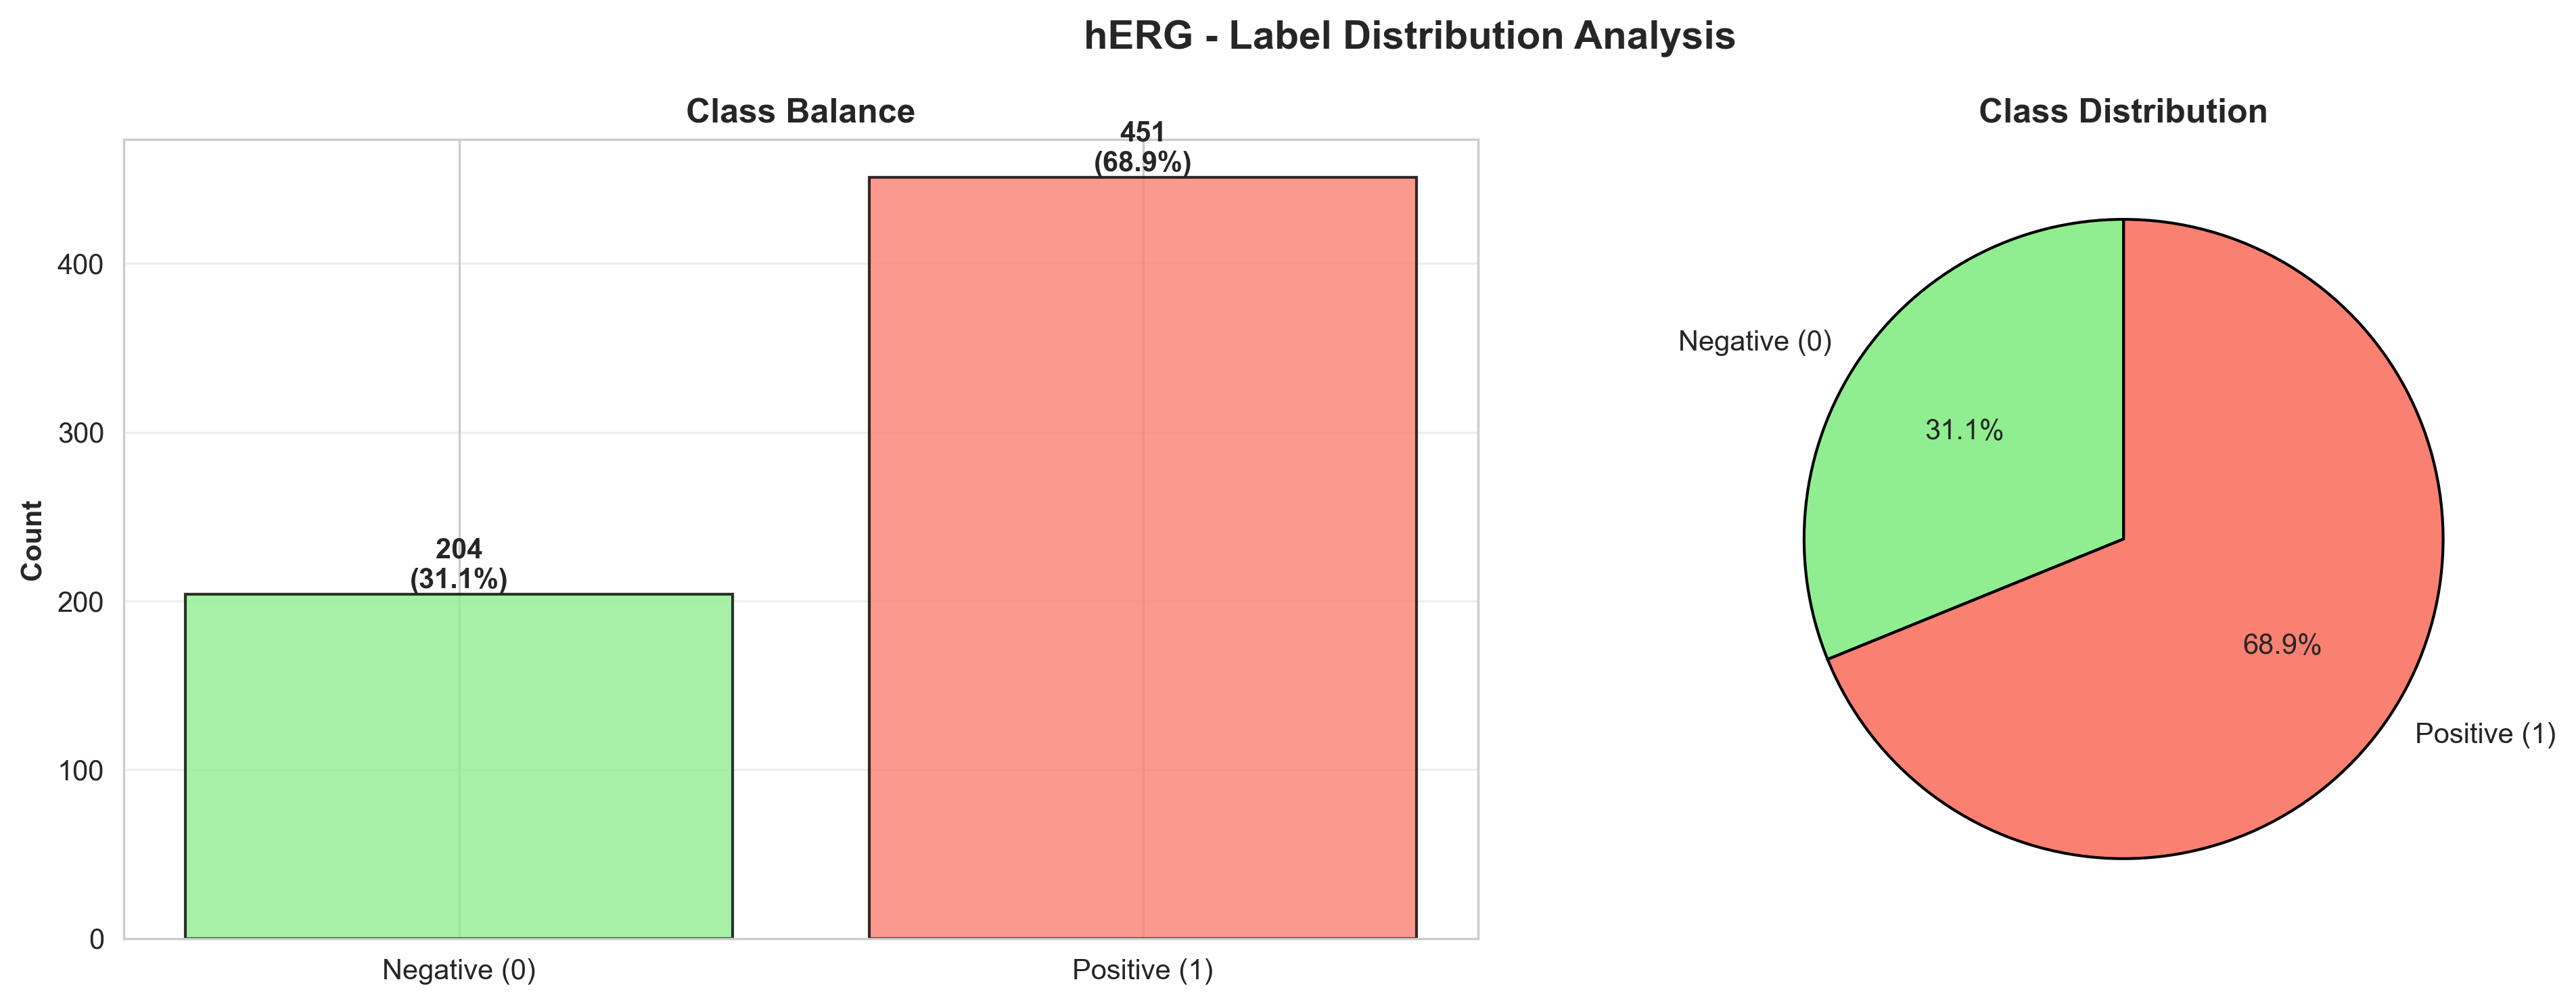 hERG - Label Distribution Analysis
Class Balance
451
(68.9%)
204
(31.1%)
Count
400
300
200
100
0
Negative (0)
Positive (1)
Class Distribution
Negative (0)
31.1%
68.9%
Positive (1)